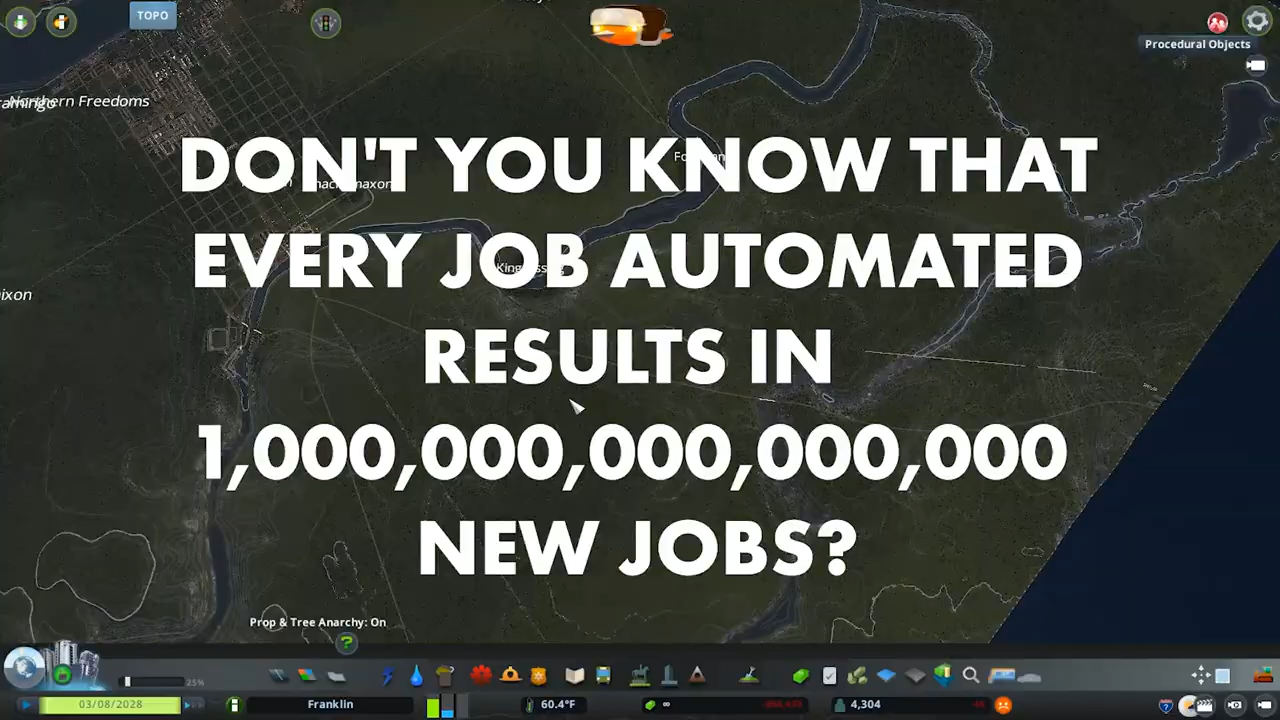 TOPO
Procedural Objects
Northern Freedoms
DON'T YOU KNOW THAT
EVERY JOB AUTOMATED
RESULTS IN
1,000,000,000,000,000
NEW JOBS?
Prop & Tree Anarchy: On
25%
03/08/2028
Franklin
60.4°F
∞
4,304